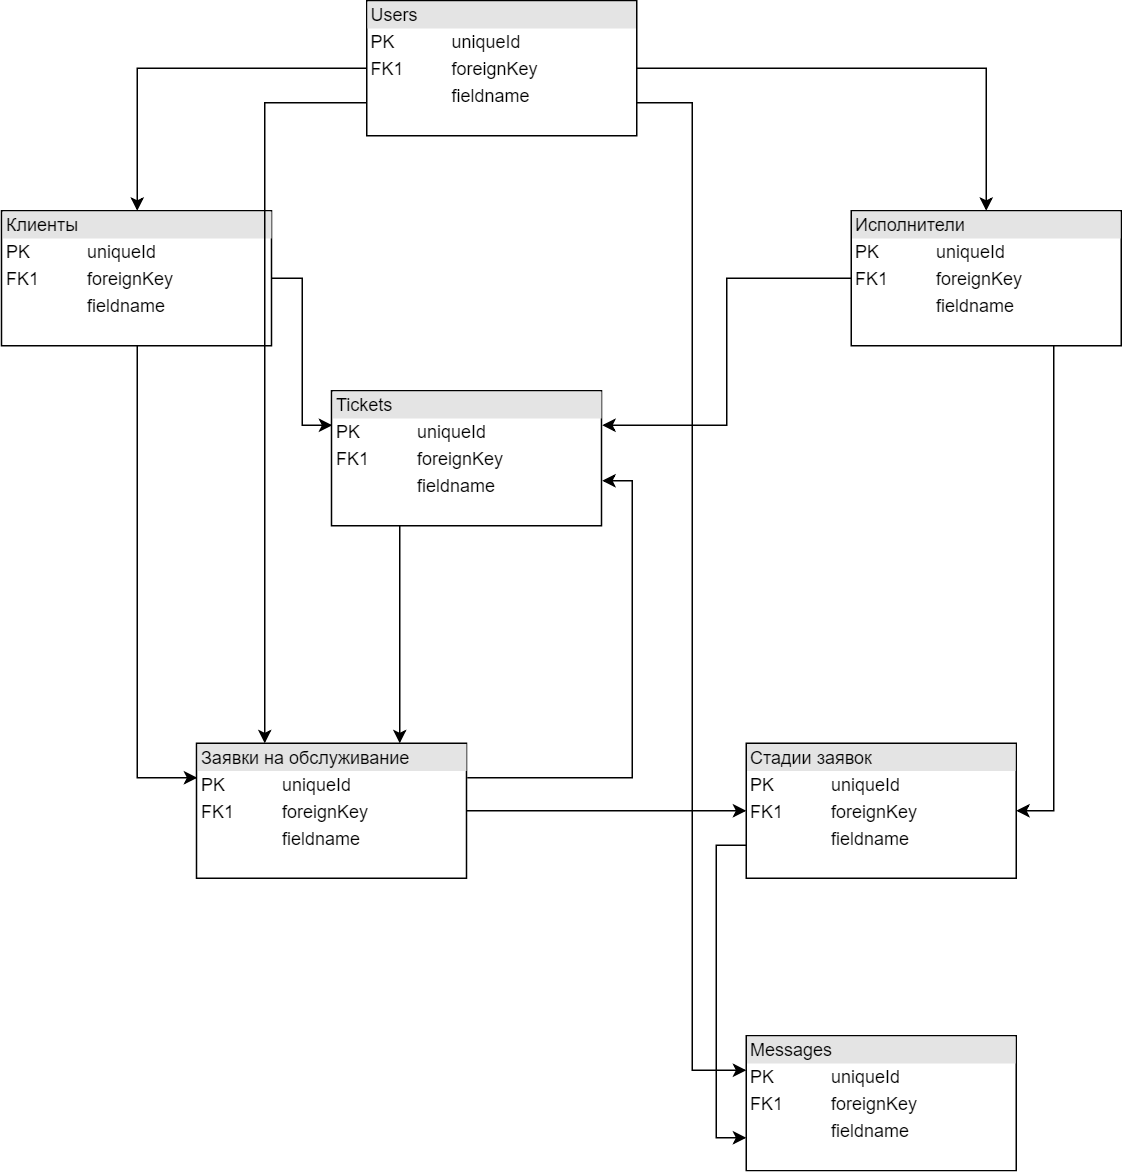 Users
PK uniqueId
FK1 foreignKey
fieldname
Клиенты
PK uniqueId
FK1 foreignKey
fieldname
Исполнители
PK uniqueId
FK1 foreignKey
fieldname
Tickets
PK uniqueId
FK1 foreignKey
fieldname
Заявки на обслуживание
PK uniqueId
FK1 foreignKey
fieldname
Стадии заявок
PK uniqueId
FK1 foreignKey
fieldname
Messages
PK uniqueId
FK1 foreignKey
fieldname